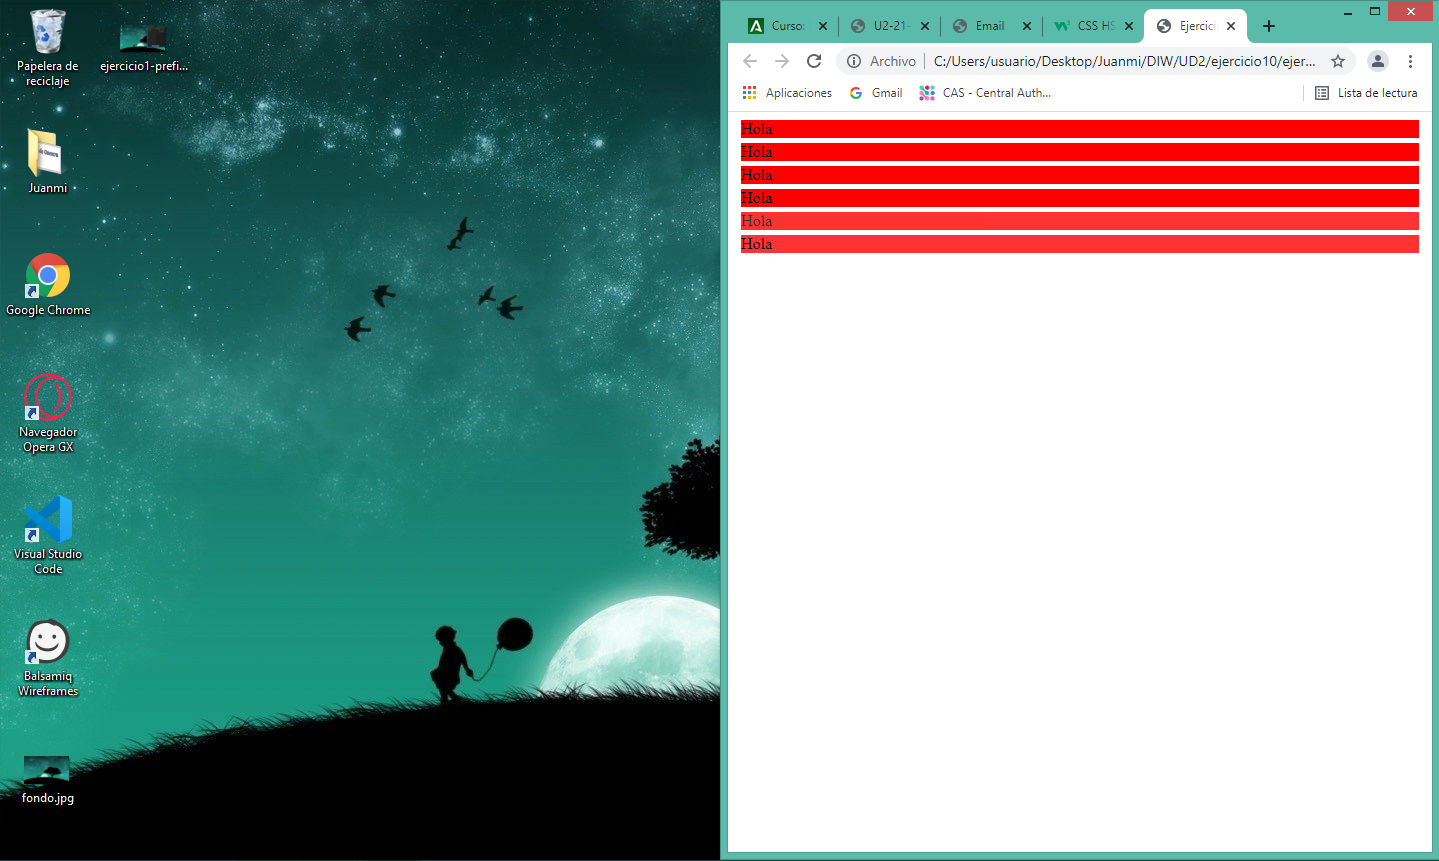 Papelera de
reciclaje
ejercicio1-prefi...
Juanmi
Google Chrome
Navegador
Opera GX
Visual Studio
Code
Balsamiq
Wireframes
fondo.jpg
Curso:
U2-21-
Email
CSS HS
Ejercici
Archivo
C:/Users/usuario/Desktop/Juanmi/DIW/UD2/ejercicio10/ejer...
Aplicaciones
Gmail
CAS - Central Auth...
Lista de lectura
Hola
Hola
Hola
Hola
Hola
Hola